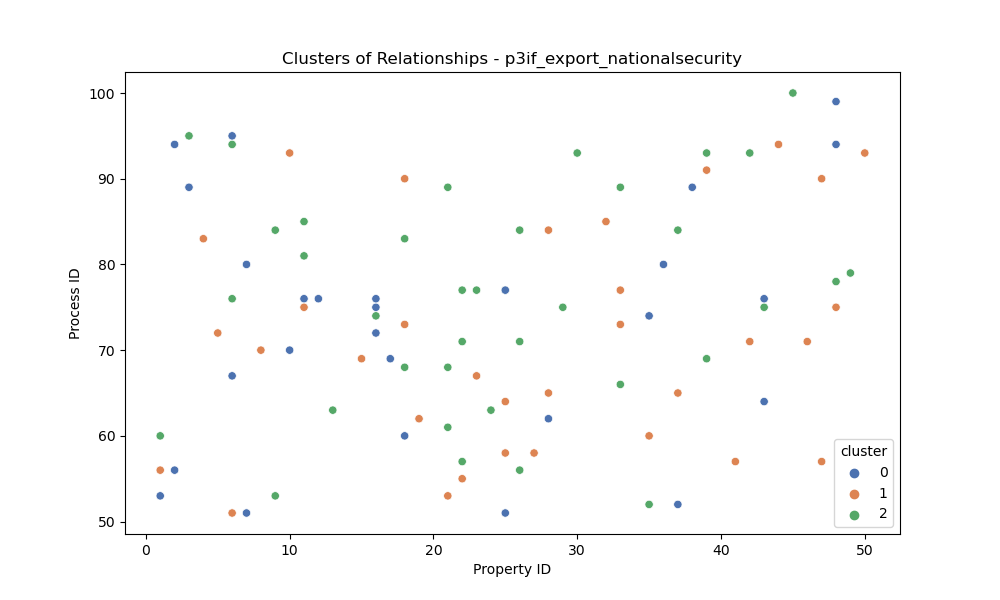 Clusters of Relationships - p3if_export_nationalsecurity
100
90
80
70
60
50
Process ID
0 10 20 30 40 50
Property ID
cluster
0
1
2